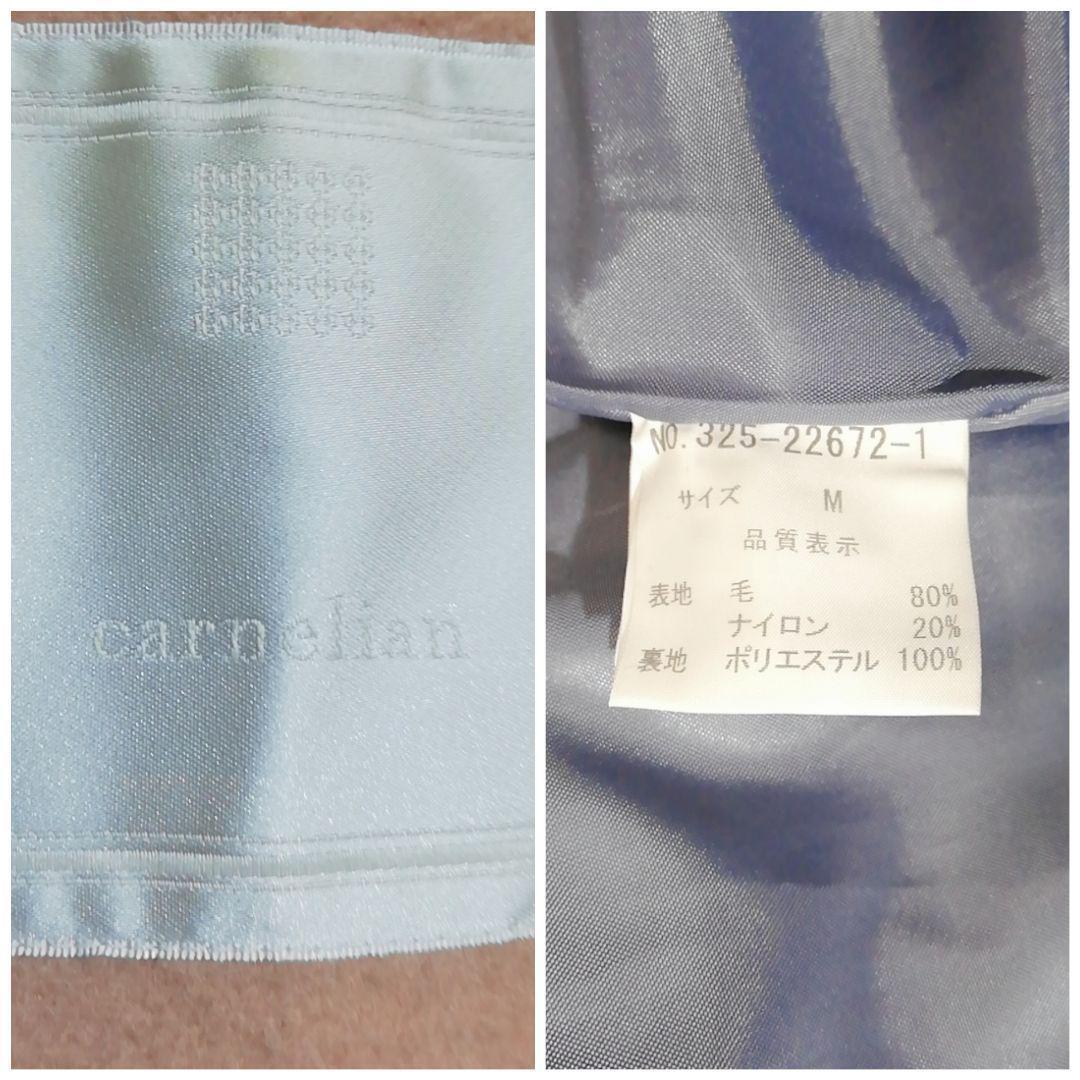 carnelian
NO.325-22672-1
サイズ M
品質表示
表地 毛 80%
ナイロン 20%
裏地 ポリエステル 100%